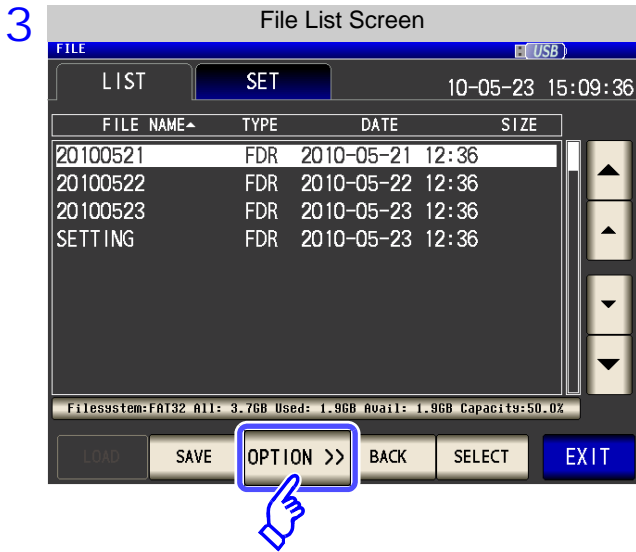 3 File List Screen
FILE USB
LIST SET 10-05-23 15:09:36
FILE NAME TYPE DATE SIZE
20100521 FDR 2010-05-21 12:36
20100522 FDR 2010-05-22 12:36
20100523 FDR 2010-05-23 12:36
SETTING FDR 2010-05-23 12:36
Filesystem:FAT32 All: 3.7GB Used: 1.9GB Avail: 1.9GB Capacity:50.0%
LOAD SAVE OPTION >> BACK SELECT EXIT